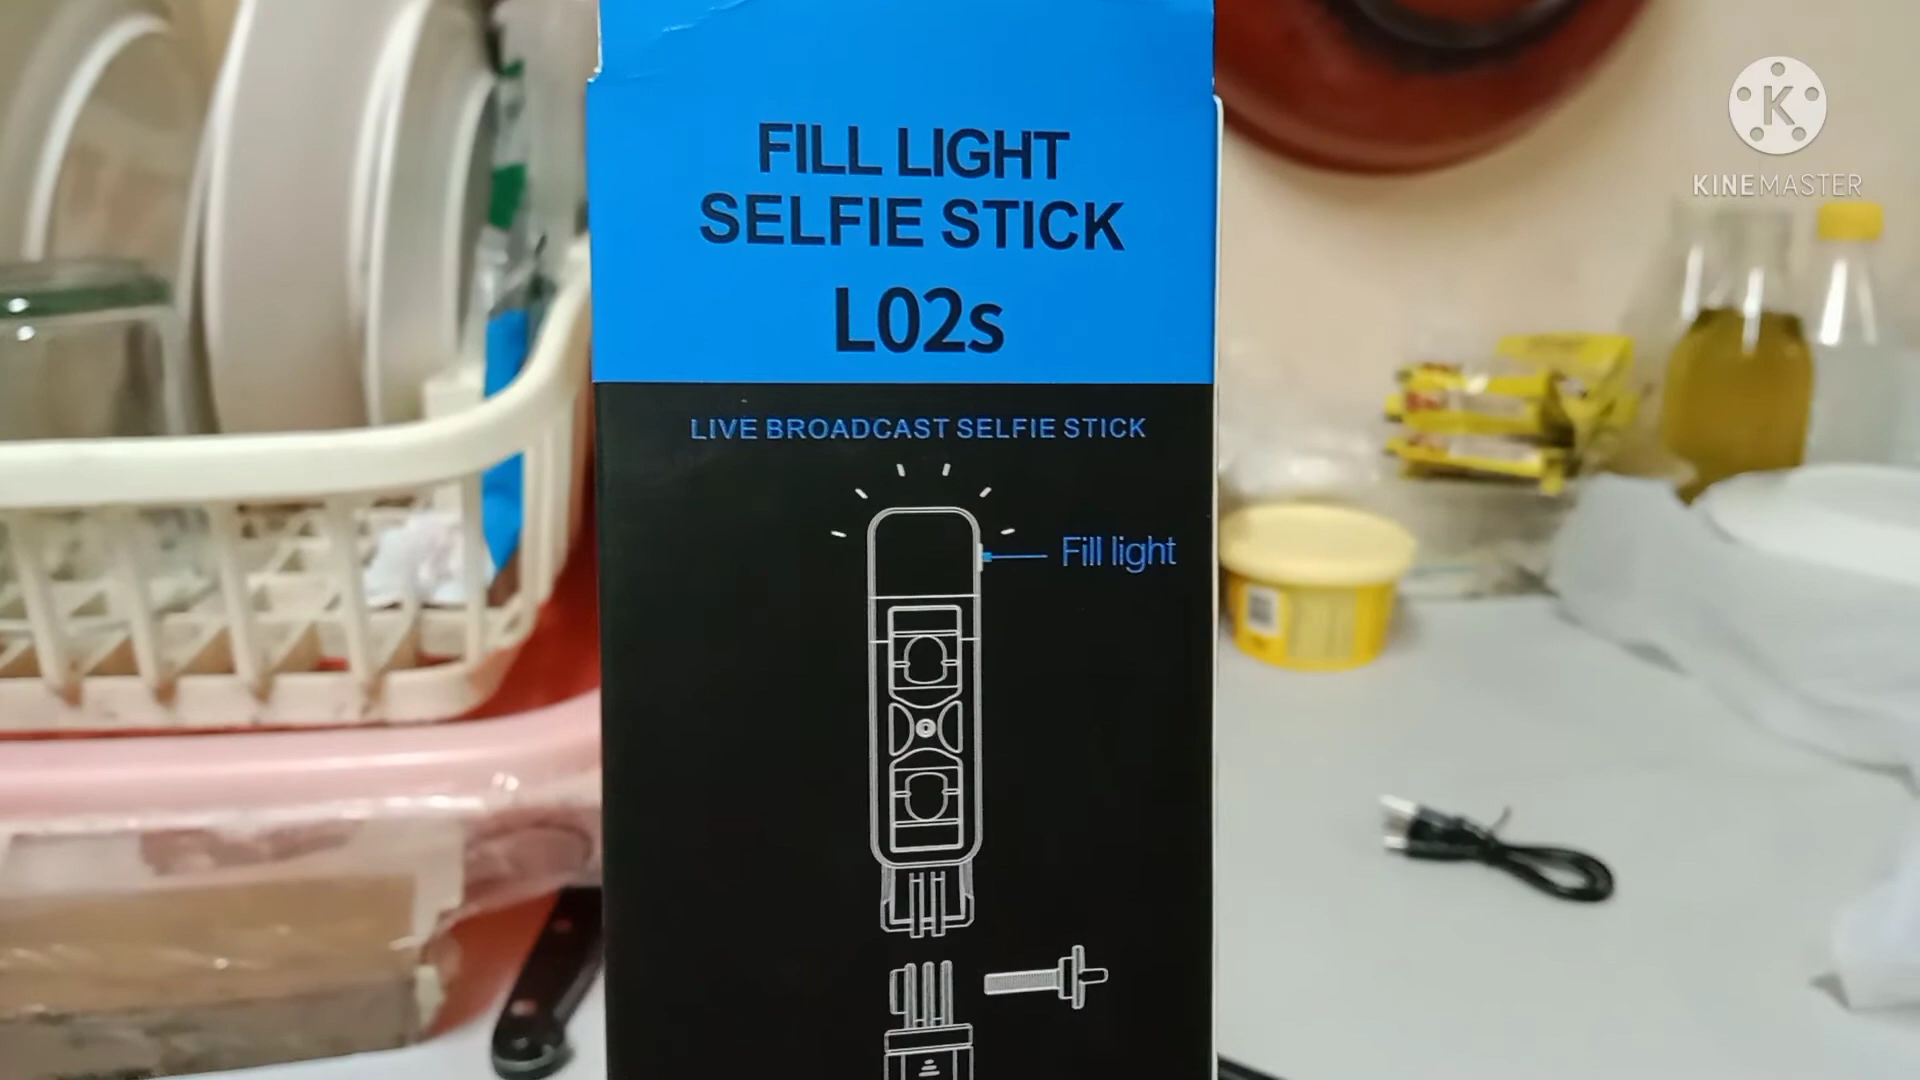 FILL LIGHT
SELFIE STICK
L02s
LIVE BROADCAST SELFIE STICK
Fill light
K
KINEMASTER